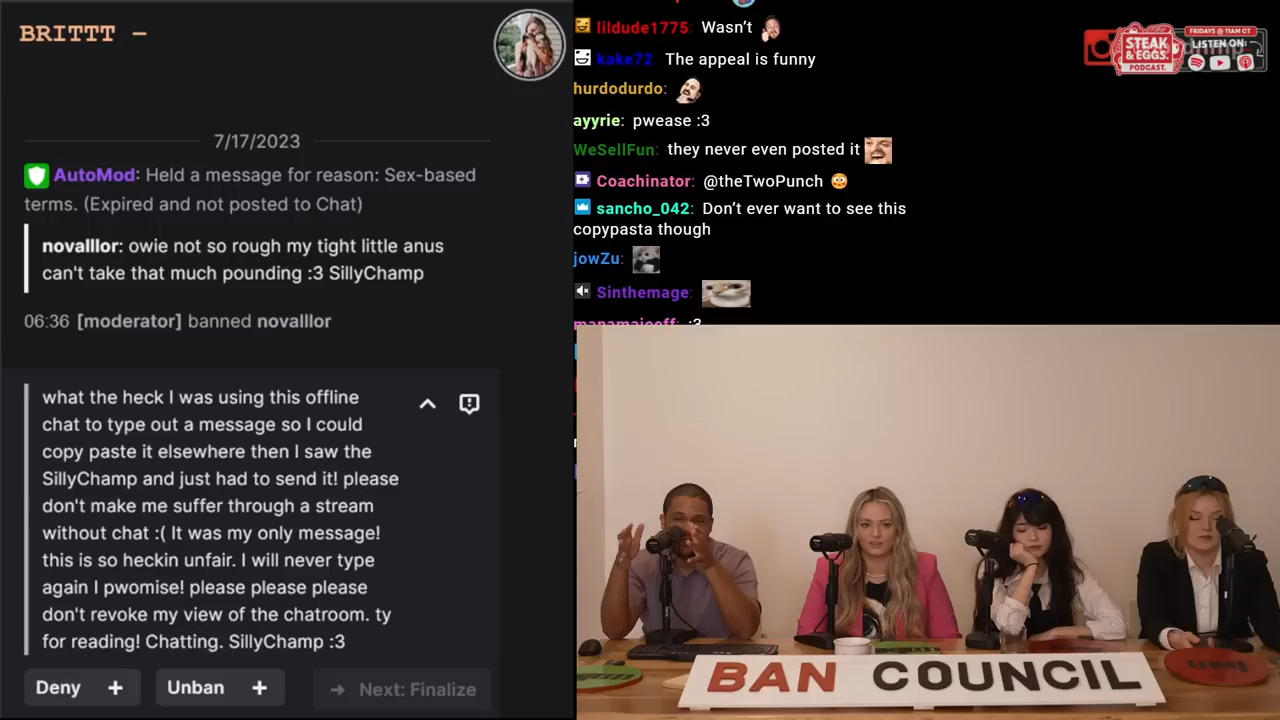 BRITTT -
7/17/2023
AutoMod: Held a message for reason: Sex-based
terms. (Expired and not posted to Chat)
novalllor: owie not so rough my tight little anus
can't take that much pounding :3 SillyChamp
06:36 [moderator] banned novalllor
what the heck I was using this offline
chat to type out a message so I could
copy paste it elsewhere then I saw the
SillyChamp and just had to send it! please
don't make me suffer through a stream
without chat :( It was my only message!
this is so heckin unfair. I will never type
again I pwomise! please please please
don't revoke my view of the chatroom. ty
for reading! Chatting. SillyChamp :3
Deny +
Unban +
→ Next: Finalize
lildude1775: Wasn't
kake72 The appeal is funny
hurdodurdo:
ayyrie: pwease :3
WeSellFun: they never even posted it
Coachinator: @theTwoPunch
sancho_042: Don't ever want to see this
copypasta though
jowZu:
Sinthemage:
manamajeeff: :3
STEAK
& EGGS
PODCAST.
FRIDAYS @ 11AM CT
LISTEN ON:
BAN COUNCIL